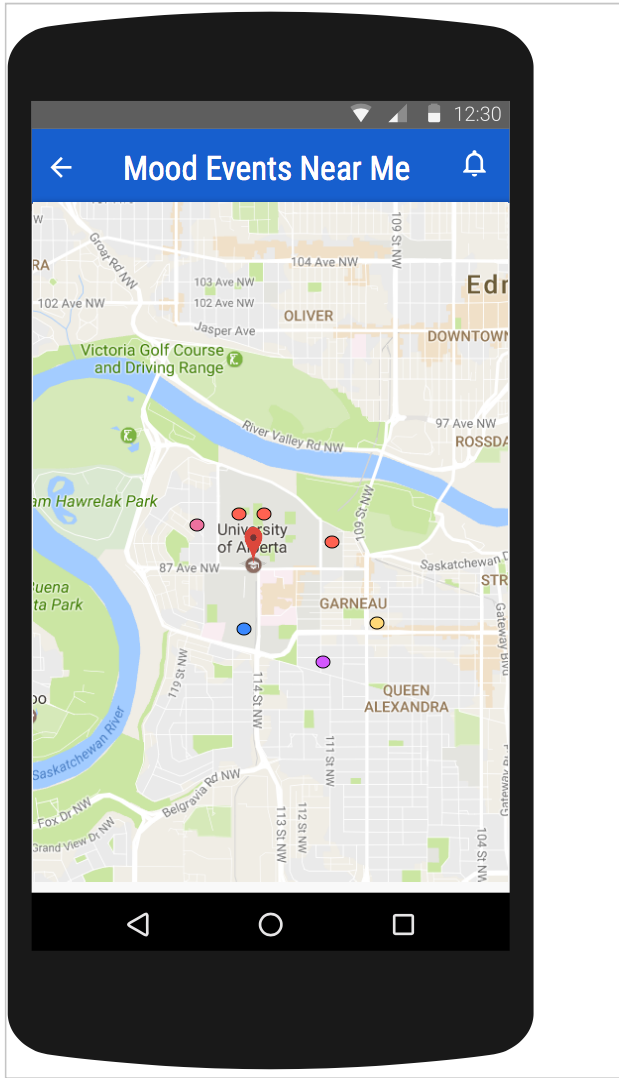 12:30
Mood Events Near Me
W
109 St NW
Groat Rd NW
RA
104 Ave NW
103 Ave NW
102 Ave NW
102 Ave NW
Edr
OLIVER
Jasper Ave
DOWNTOWN
Victoria Golf Course
and Driving Range
97 Ave NW
River Valley Rd NW
ROSSDA
am Hawrelak Park
109 St NW
University
of Alberta
87 Ave NW
Saskatchewan D
STR
uena
ta Park
GARNEAU
Gateway Blvd
119 St NW
114 St NW
QUEEN
ALEXANDRA
oo
Saskatchewan River
111 St NW
Belgravia Rd NW
Gateway B
Fox Dr NW
Grand View Dr NW
113 St NW
112 St NW
104 St NW